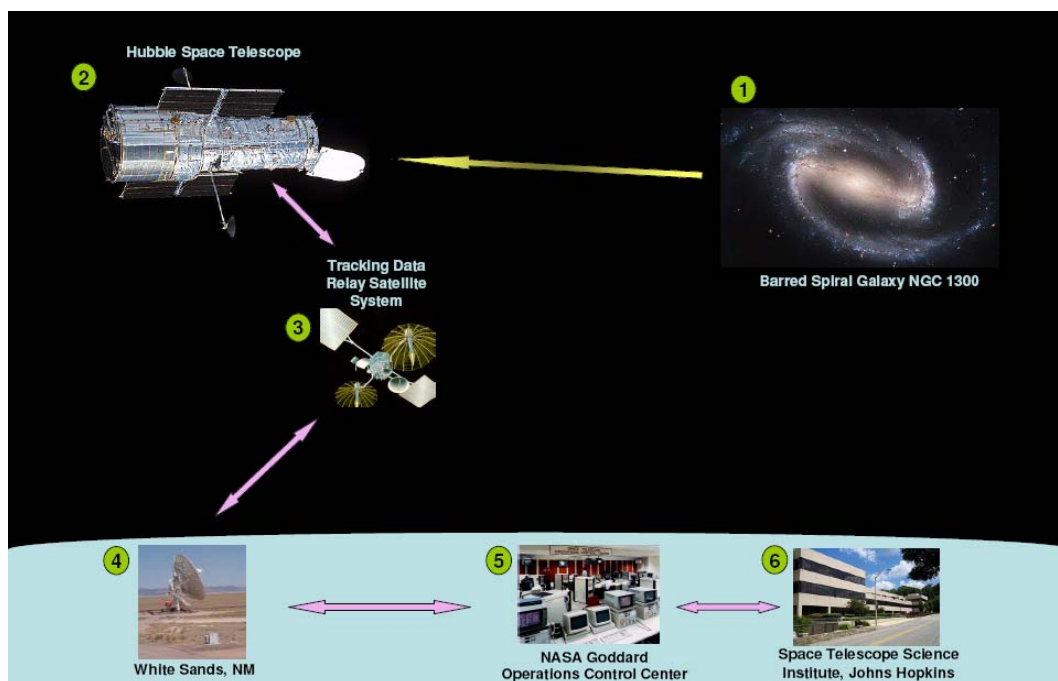 Hubble Space Telescope
2
1
Barred Spiral Galaxy NGC 1300
Tracking Data
Relay Satellite
System
3
4
White Sands, NM
5
NASA Goddard
Operations Control Center
6
Space Telescope Science
Institute, Johns Hopkins